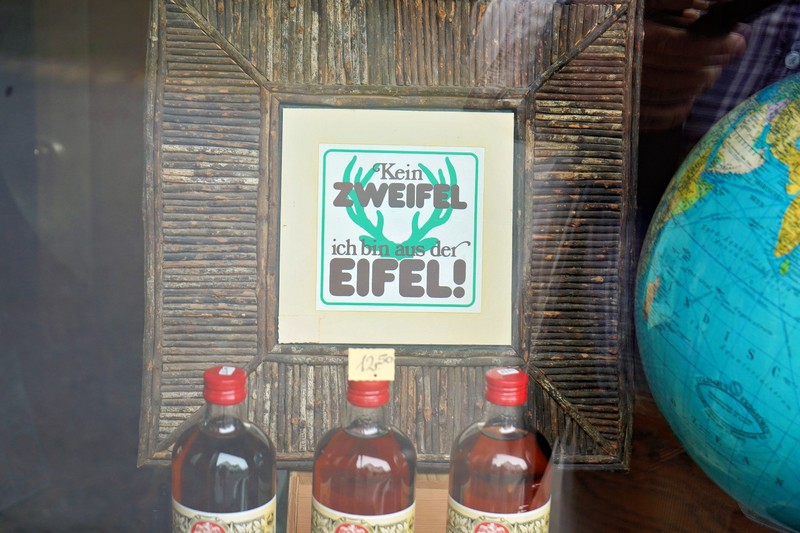 Kein
ZWEIFEL
ich bin aus der
EIFEL!
12,50